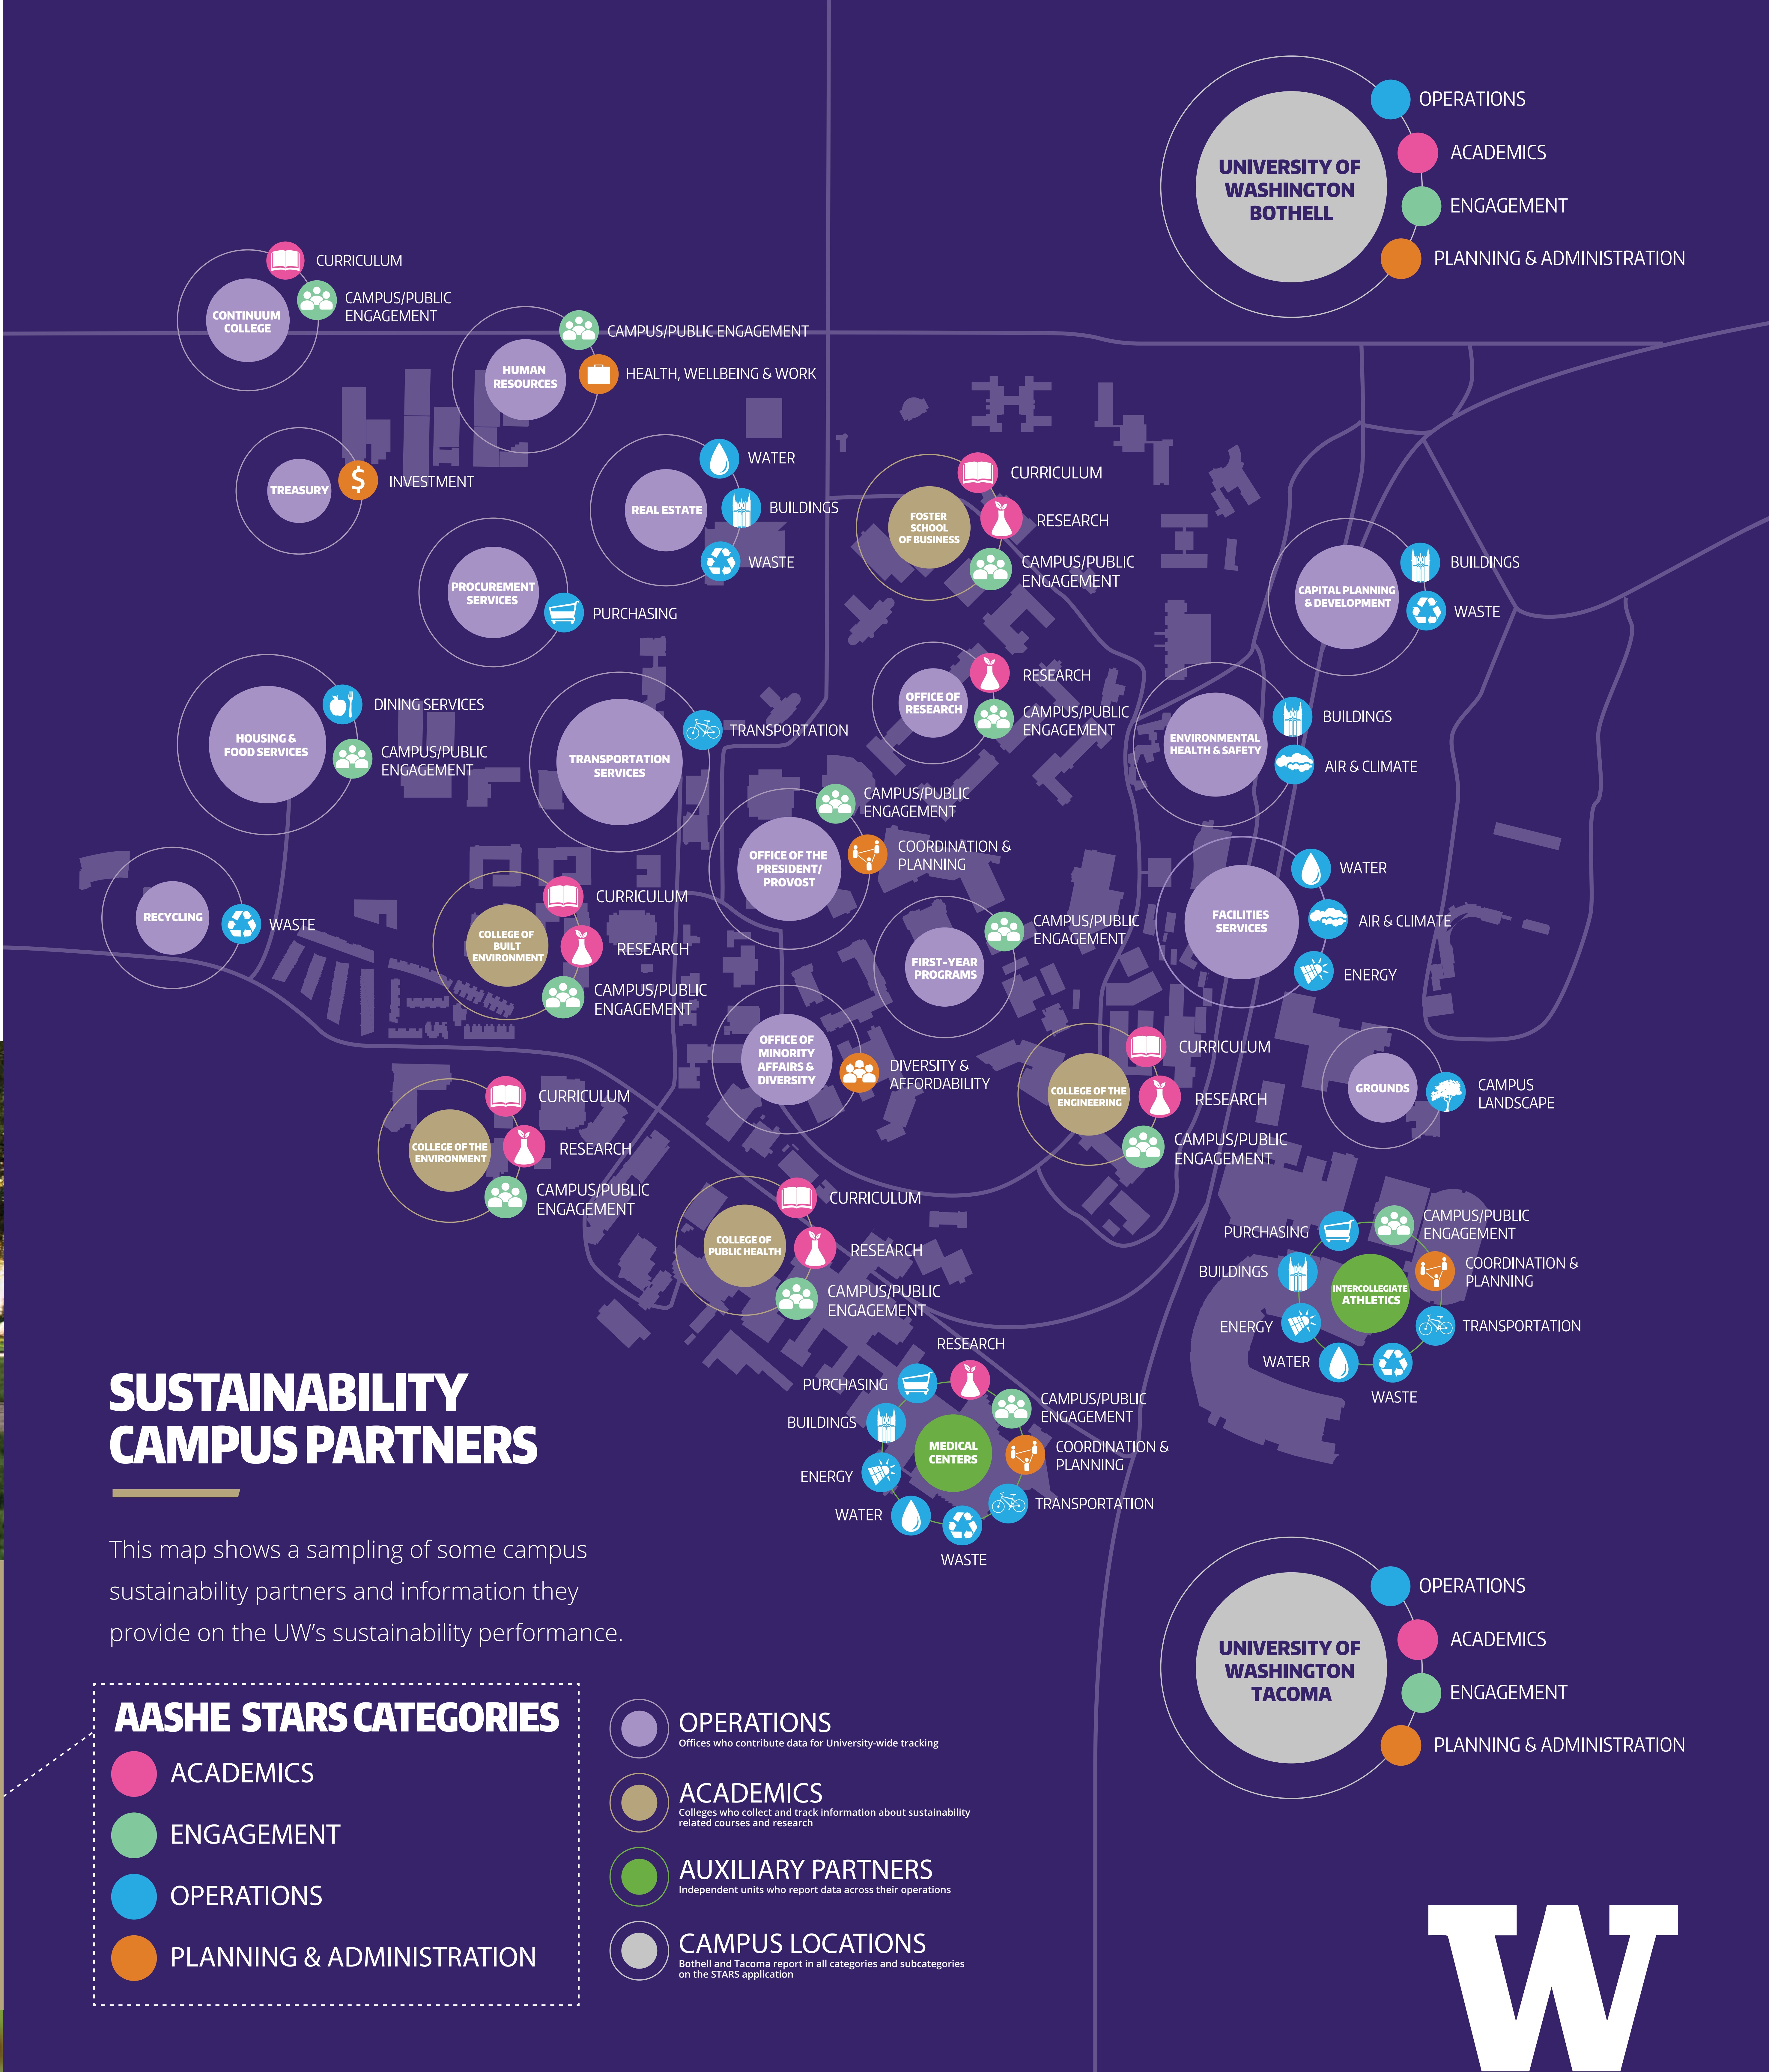 OPERATIONS
ACADEMICS
ENGAGEMENT
PLANNING & ADMINISTRATION
UNIVERSITY OF
WASHINGTON
BOTHELL
CONTINUUM
COLLEGE
CURRICULUM
CAMPUS/PUBLIC
ENGAGEMENT
HUMAN
RESOURCES
CAMPUS/PUBLIC ENGAGEMENT
HEALTH, WELLBEING & WORK
TREASURY
$
INVESTMENT
REAL ESTATE
WATER
BUILDINGS
WASTE
FOSTER
SCHOOL
OF BUSINESS
CURRICULUM
RESEARCH
CAMPUS/PUBLIC
ENGAGEMENT
PROCUREMENT
SERVICES
PURCHASING
CAPITAL PLANNING
& DEVELOPMENT
BUILDINGS
WASTE
HOUSING &
FOOD SERVICES
DINING SERVICES
CAMPUS/PUBLIC
ENGAGEMENT
TRANSPORTATION
SERVICES
TRANSPORTATION
OFFICE OF
RESEARCH
RESEARCH
CAMPUS/PUBLIC
ENGAGEMENT
ENVIRONMENTAL
HEALTH & SAFETY
BUILDINGS
AIR & CLIMATE
OFFICE OF THE
PRESIDENT/
PROVOST
CAMPUS/PUBLIC
ENGAGEMENT
COORDINATION &
PLANNING
RECYCLING
WASTE
COLLEGE OF
BUILT
ENVIRONMENT
CURRICULUM
RESEARCH
CAMPUS/PUBLIC
ENGAGEMENT
FIRST-YEAR
PROGRAMS
CAMPUS/PUBLIC
ENGAGEMENT
FACILITIES
SERVICES
WATER
AIR & CLIMATE
ENERGY
OFFICE OF
MINORITY
AFFAIRS &
DIVERSITY
DIVERSITY &
AFFORDABILITY
COLLEGE OF THE
ENGINEERING
CURRICULUM
RESEARCH
CAMPUS/PUBLIC
ENGAGEMENT
GROUNDS
CAMPUS
LANDSCAPE
COLLEGE OF THE
ENVIRONMENT
CURRICULUM
RESEARCH
CAMPUS/PUBLIC
ENGAGEMENT
COLLEGE OF
PUBLIC HEALTH
CURRICULUM
RESEARCH
CAMPUS/PUBLIC
ENGAGEMENT
INTERCOLLEGIATE
ATHLETICS
PURCHASING
CAMPUS/PUBLIC
ENGAGEMENT
BUILDINGS
COORDINATION &
PLANNING
ENERGY
TRANSPORTATION
WATER
WASTE
MEDICAL
CENTERS
RESEARCH
PURCHASING
CAMPUS/PUBLIC
ENGAGEMENT
BUILDINGS
COORDINATION &
PLANNING
ENERGY
TRANSPORTATION
WATER
WASTE
SUSTAINABILITY
CAMPUS PARTNERS
This map shows a sampling of some campus
sustainability partners and information they
provide on the UW's sustainability performance.
UNIVERSITY OF
WASHINGTON
TACOMA
OPERATIONS
ACADEMICS
ENGAGEMENT
PLANNING & ADMINISTRATION
AASHE STARS CATEGORIES
ACADEMICS
ENGAGEMENT
OPERATIONS
PLANNING & ADMINISTRATION
OPERATIONS
Offices who contribute data for University-wide tracking
ACADEMICS
Colleges who collect and track information about sustainability
related courses and research
AUXILIARY PARTNERS
Independent units who report data across their operations
CAMPUS LOCATIONS
Bothell and Tacoma report in all categories and subcategories
on the STARS application
W